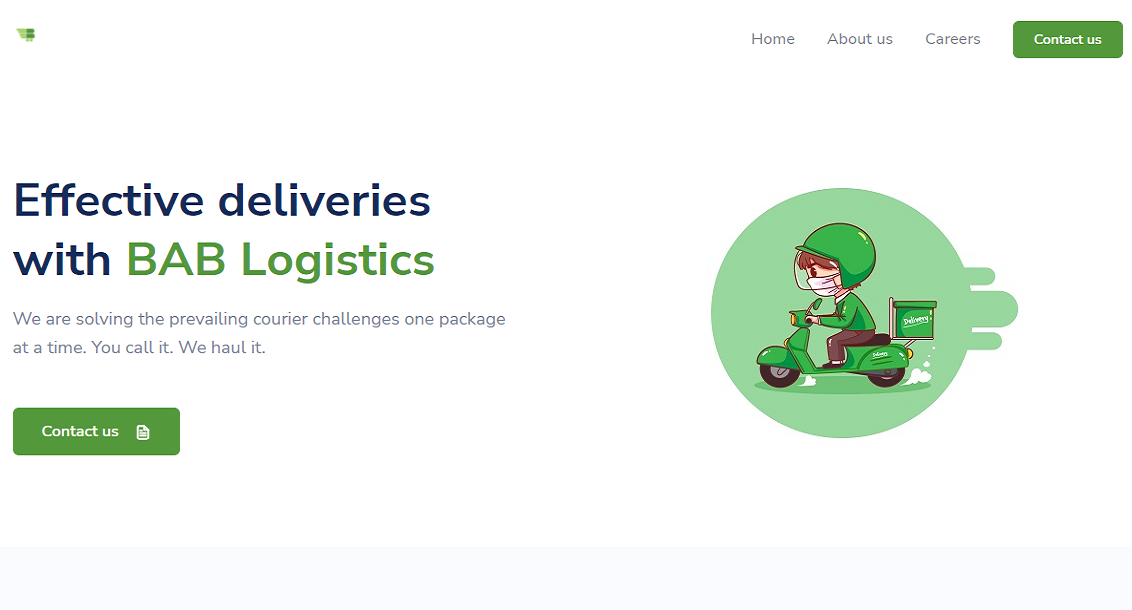 Home About us Careers Contact us
Effective deliveries
with BAB Logistics
We are solving the prevailing courier challenges one package
at a time. You call it. We haul it.
Contact us
Delivery
Delivery